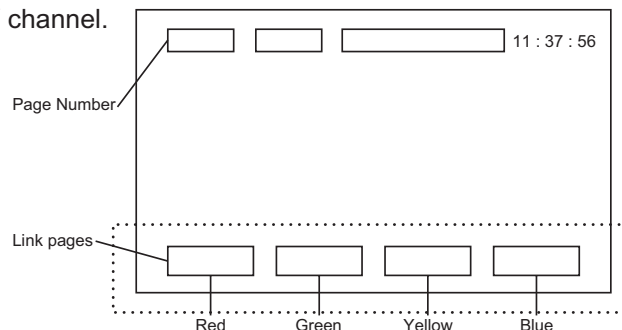 channel.
11 : 37 : 56
Page Number
Link pages
Red Green Yellow Blue